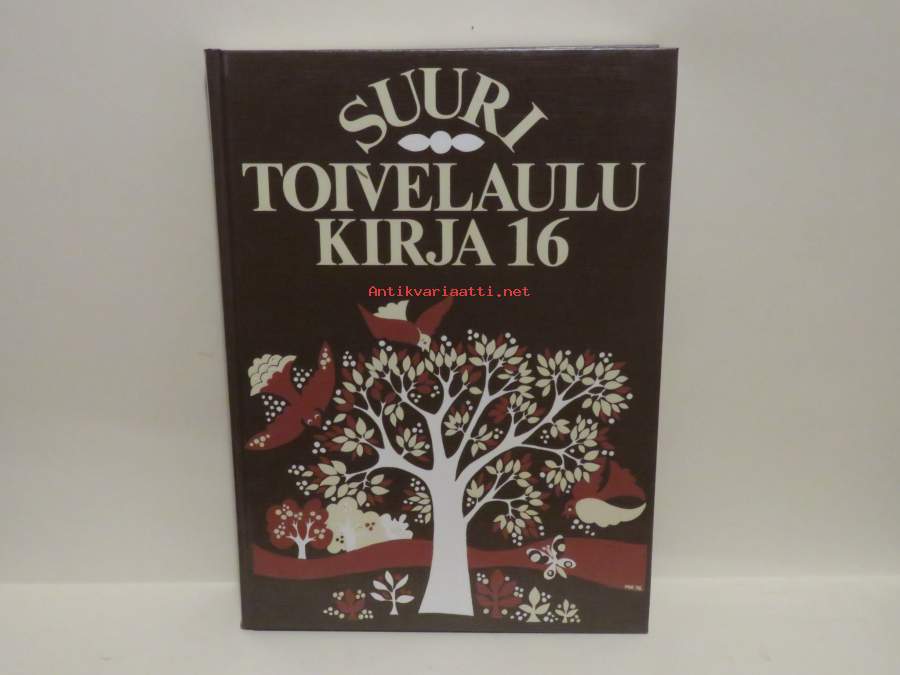 SUURI
TOIVELAULU
KIRJA 16
Antikvariaatti.net